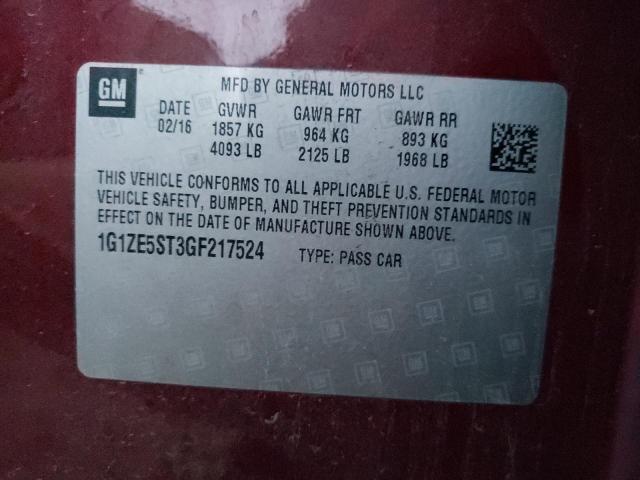 GM
MFD BY GENERAL MOTORS LLC
DATE GVWR GAWR FRT GAWR RR
02/16 1857 KG 964 KG 893 KG
4093 LB 2125 LB 1968 LB
THIS VEHICLE CONFORMS TO ALL APPLICABLE U.S. FEDERAL MOTOR
VEHICLE SAFETY, BUMPER, AND THEFT PREVENTION STANDARDS IN
EFFECT ON THE DATE OF MANUFACTURE SHOWN ABOVE.
1G1ZE5ST3GF217524 TYPE: PASS CAR